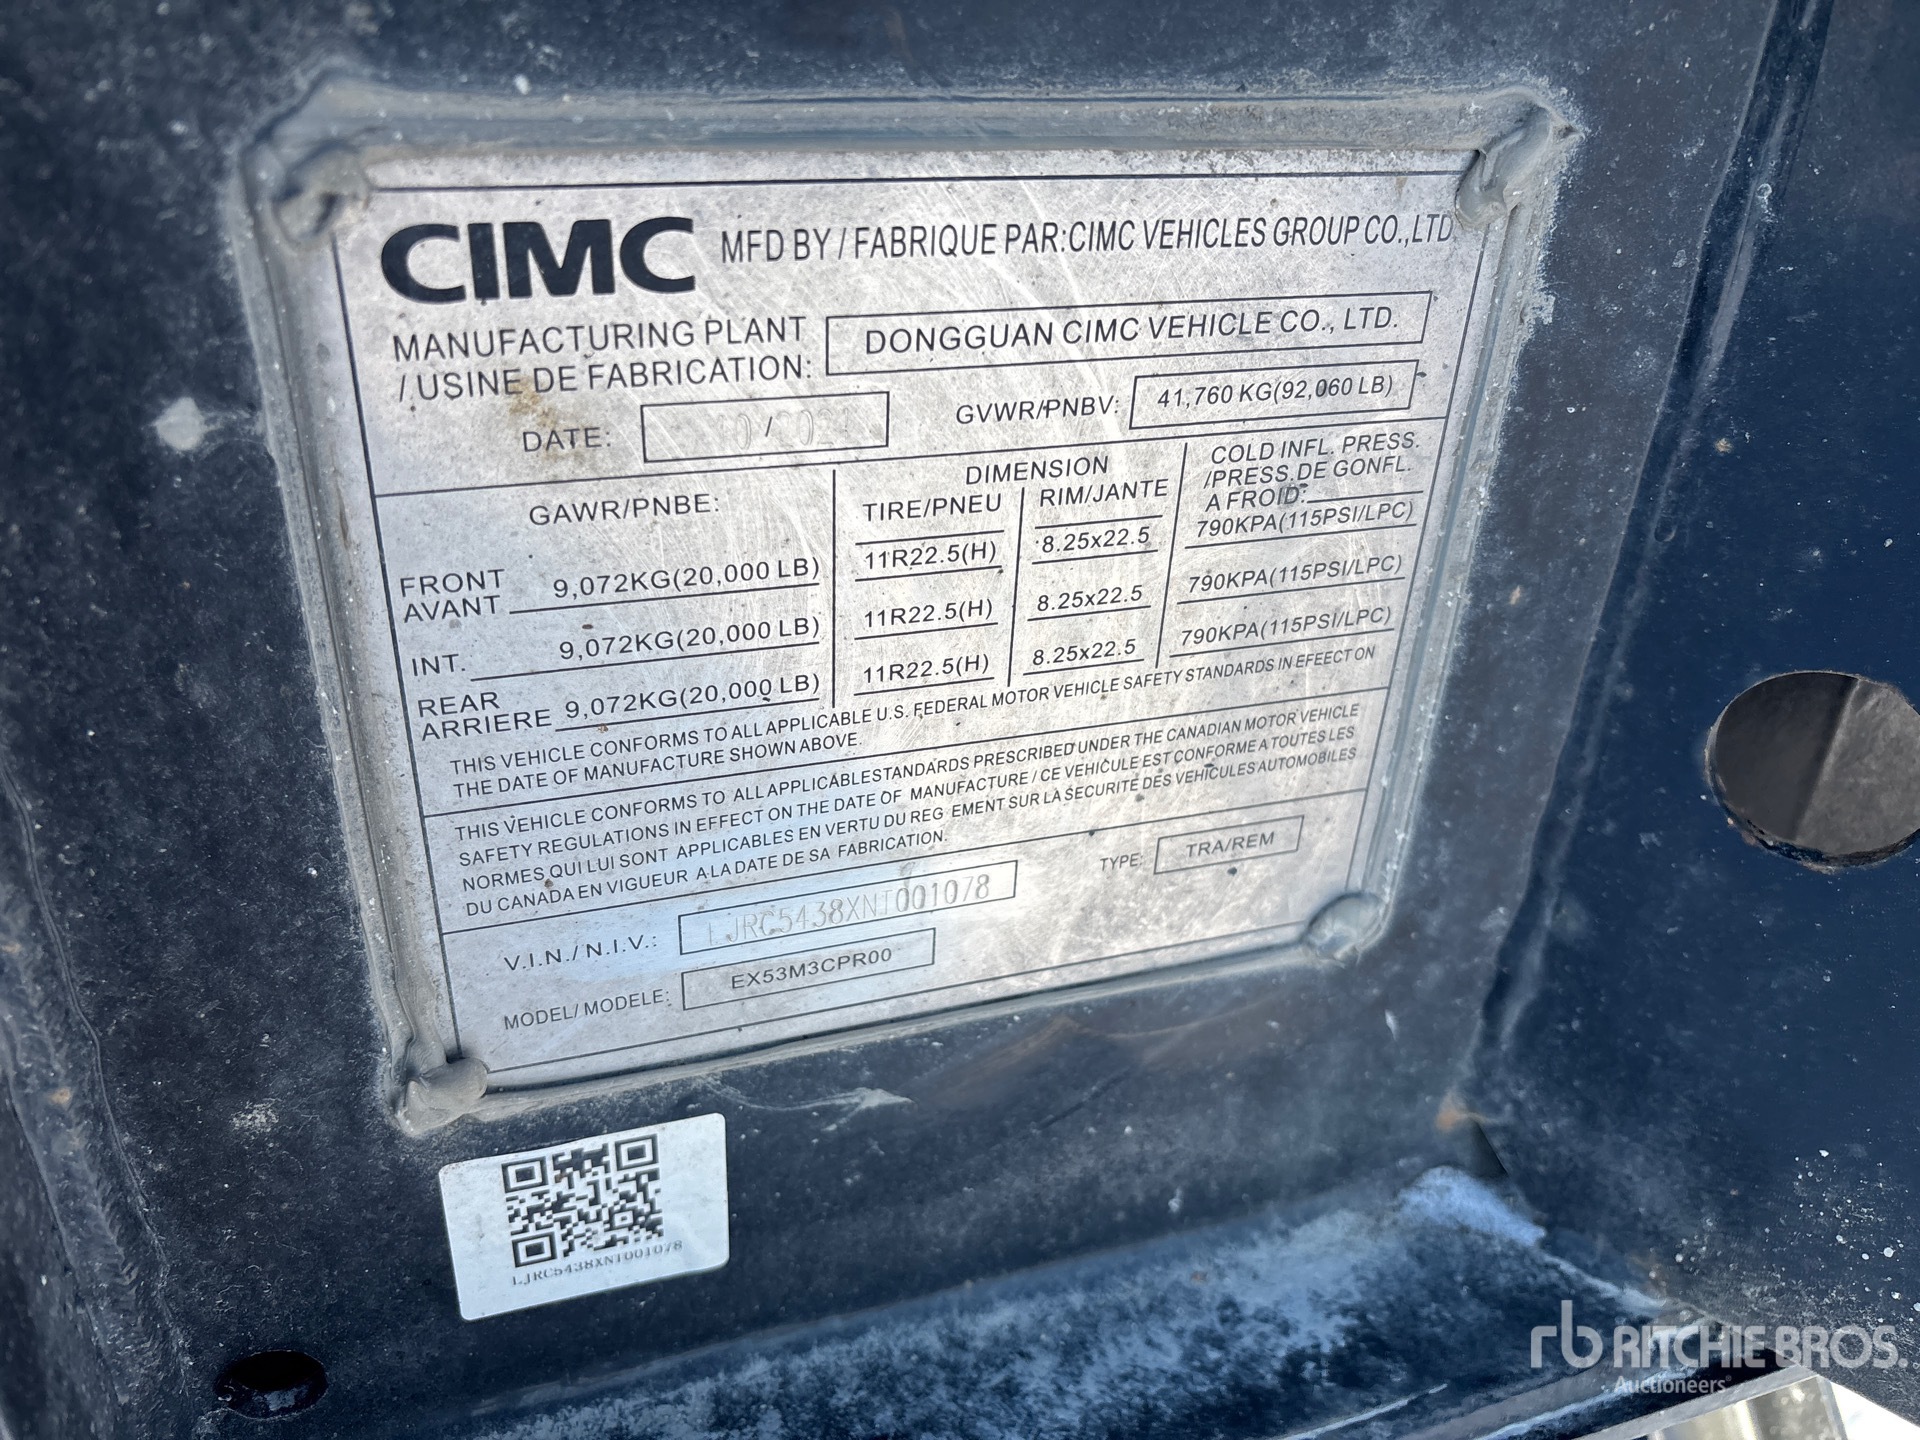 CIMC MFD BY / FABRIQUE PAR:CIMC VEHICLES GROUP CO.,LTD
MANUFACTURING PLANT
/ USINE DE FABRICATION: DONGGUAN CIMC VEHICLE CO., LTD.
DATE: 10/2021 GVWR/PNBV: 41,760 KG(92,060 LB)
GAWR/PNBE: DIMENSION COLD INFL. PRESS.
TIRE/PNEU RIM/JANTE /PRESS.DE GONFL.
A FROID:
FRONT
AVANT 9,072KG(20,000 LB) 11R22.5(H) 8.25x22.5 790KPA(115PSI/LPC)
INT. 9,072KG(20,000 LB) 11R22.5(H) 8.25x22.5 790KPA(115PSI/LPC)
REAR
ARRIERE 9,072KG(20,000 LB) 11R22.5(H) 8.25x22.5 790KPA(115PSI/LPC)
THIS VEHICLE CONFORMS TO ALL APPLICABLE U.S. FEDERAL MOTOR VEHICLE SAFETY STANDARDS IN EFEECT ON
THE DATE OF MANUFACTURE SHOWN ABOVE.
THIS VEHICLE CONFORMS TO ALL APPLICABLESTANDARDS PRESCRIBED UNDER THE CANADIAN MOTOR VEHICLE
SAFETY REGULATIONS IN EFFECT ON THE DATE OF MANUFACTURE / CE VEHICULE EST CONFORME A TOUTES LES
NORMES QUI LUI SONT APPLICABLES EN VERTU DU REG EMENT SUR LA SECURITE DES VEHICULES AUTOMOBILES
DU CANADA EN VIGUEUR A LA DATE DE SA FABRICATION.
V.I.N./ N.I.V.: LJRC5438XNT001078 TYPE: TRA/REM
MODEL/ MODELE: EX53M3CPR00
LJRC5438XNT001078
rb RITCHIE BROS.
Auctioneers